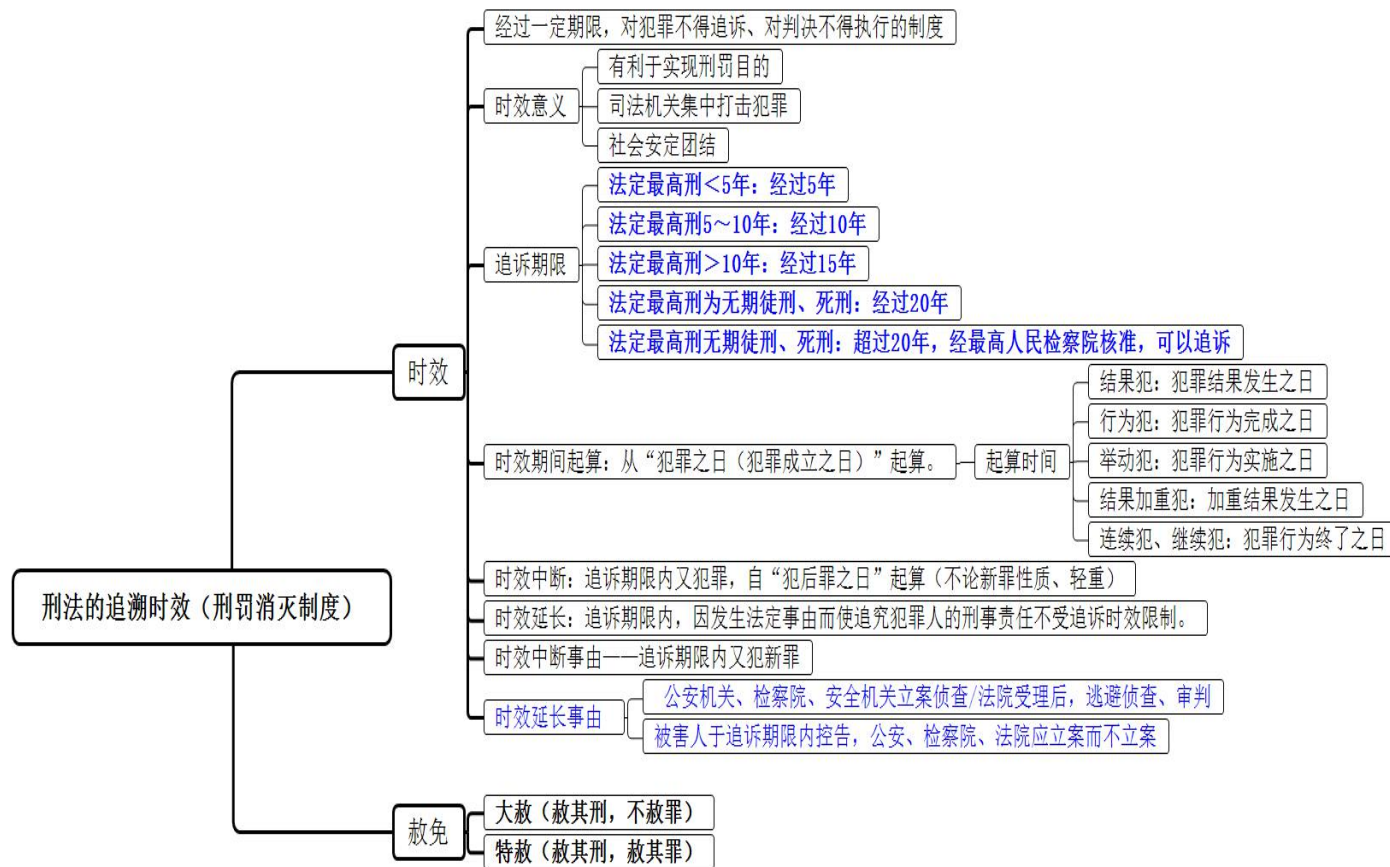 刑法的追溯时效（刑罚消灭制度）
时效
经过一定期限，对犯罪不得追诉、对判决不得执行的制度
时效意义
有利于实现刑罚目的
司法机关集中打击犯罪
社会安定团结
追诉期限
法定最高刑＜5年：经过5年
法定最高刑5～10年：经过10年
法定最高刑＞10年：经过15年
法定最高刑为无期徒刑、死刑：经过20年
法定最高刑无期徒刑、死刑：超过20年，经最高人民检察院核准，可以追诉
时效期间起算：从“犯罪之日（犯罪成立之日）”起算。
起算时间
结果犯：犯罪结果发生之日
行为犯：犯罪行为完成之日
举动犯：犯罪行为实施之日
结果加重犯：加重结果发生之日
连续犯、继续犯：犯罪行为终了之日
时效中断：追诉期限内又犯罪，自“犯后罪之日”起算（不论新罪性质、轻重）
时效延长：追诉期限内，因发生法定事由而使追究犯罪人的刑事责任不受追诉时效限制。
时效中断事由——追诉期限内又犯新罪
时效延长事由
公安机关、检察院、安全机关立案侦查/法院受理后，逃避侦查、审判
被害人于追诉期限内控告，公安、检察院、法院应立案而不立案
赦免
大赦（赦其刑，不赦罪）
特赦（赦其刑，赦其罪）